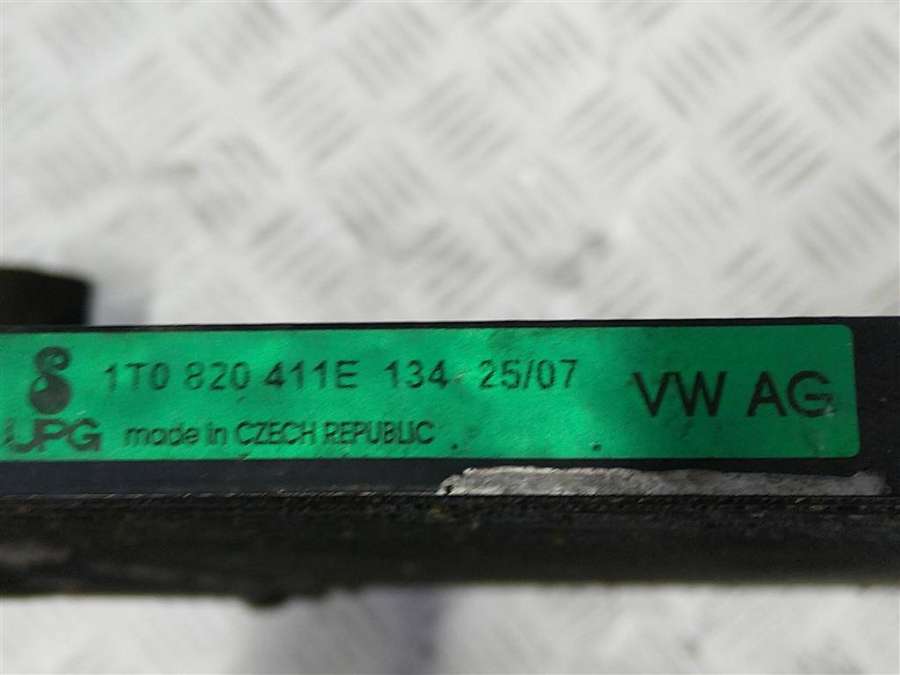 1T0 820 411E 134 25/07
VW AG
UPG made in CZECH REPUBLIC